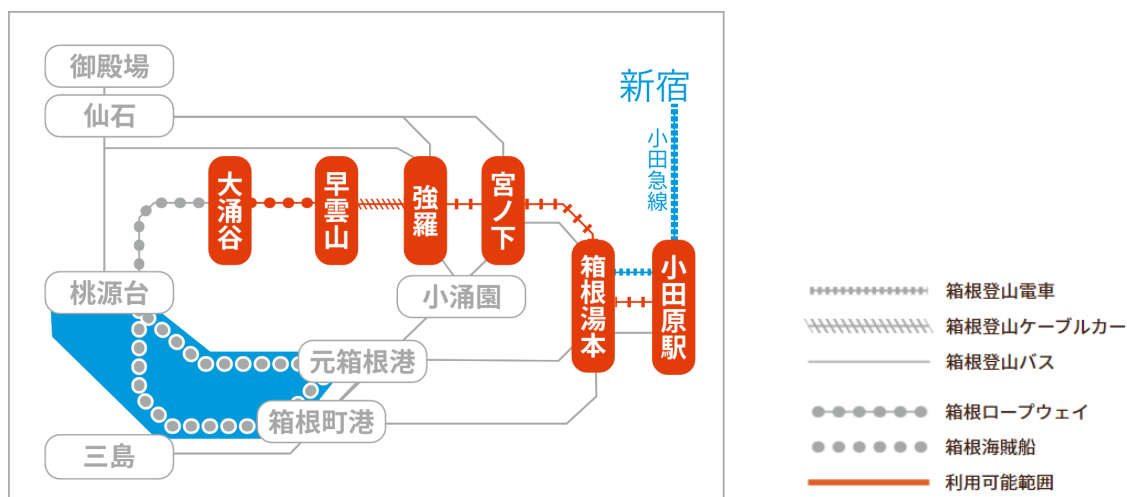 御殿場
仙石
新宿
小田急線
大涌谷
早雲山
強羅
宮ノ下
箱根湯本
小田原駅
桃源台
小涌園
元箱根港
箱根町港
三島
箱根登山電車
箱根登山ケーブルカー
箱根登山バス
箱根ロープウェイ
箱根海賊船
利用可能範囲